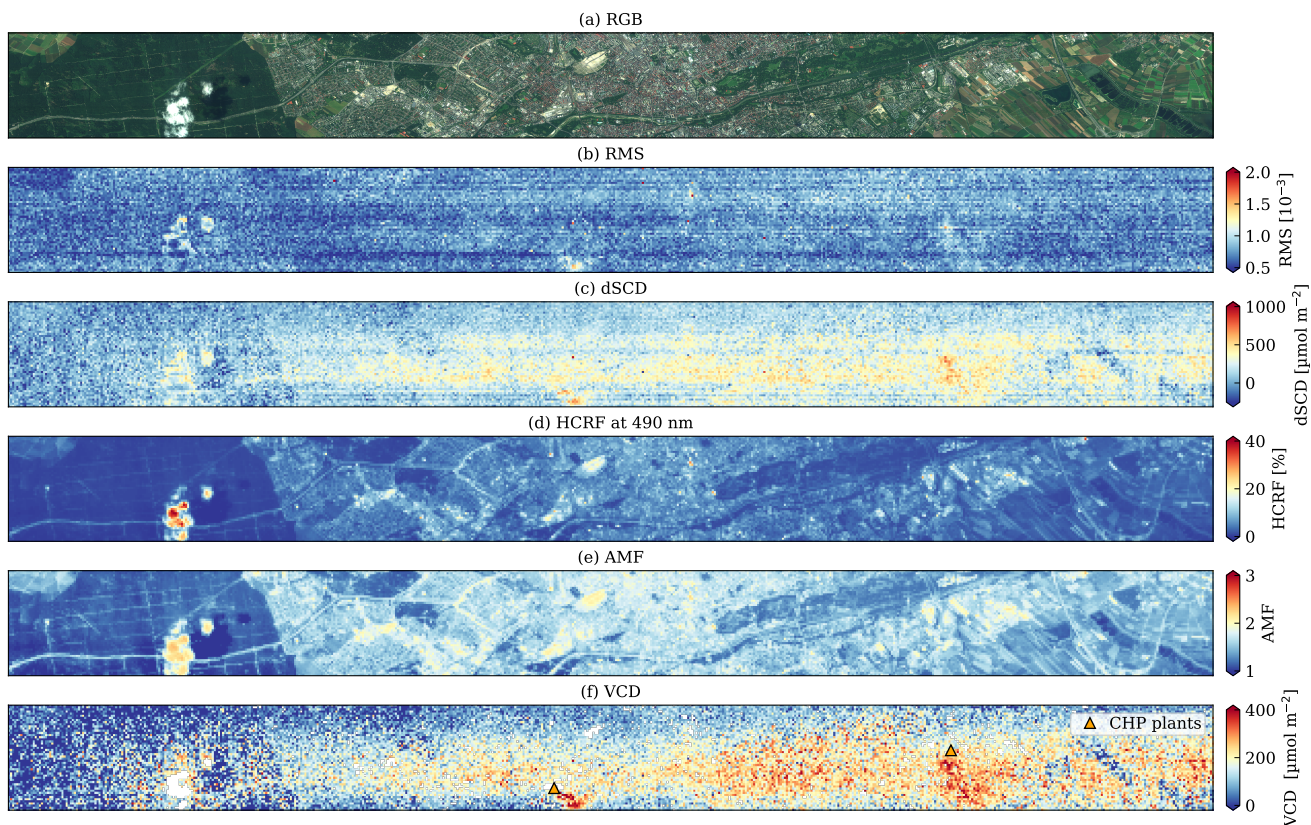 (a) RGB
(b) RMS
2.0
1.5
1.0
0.5
RMS [10⁻³]
(c) dSCD
1000
500
0
dSCD [µmol m⁻²]
(d) HCRF at 490 nm
40
20
0
HCRF [%]
(e) AMF
3
2
1
AMF
(f) VCD
CHP plants
400
200
0
VCD [µmol m⁻²]